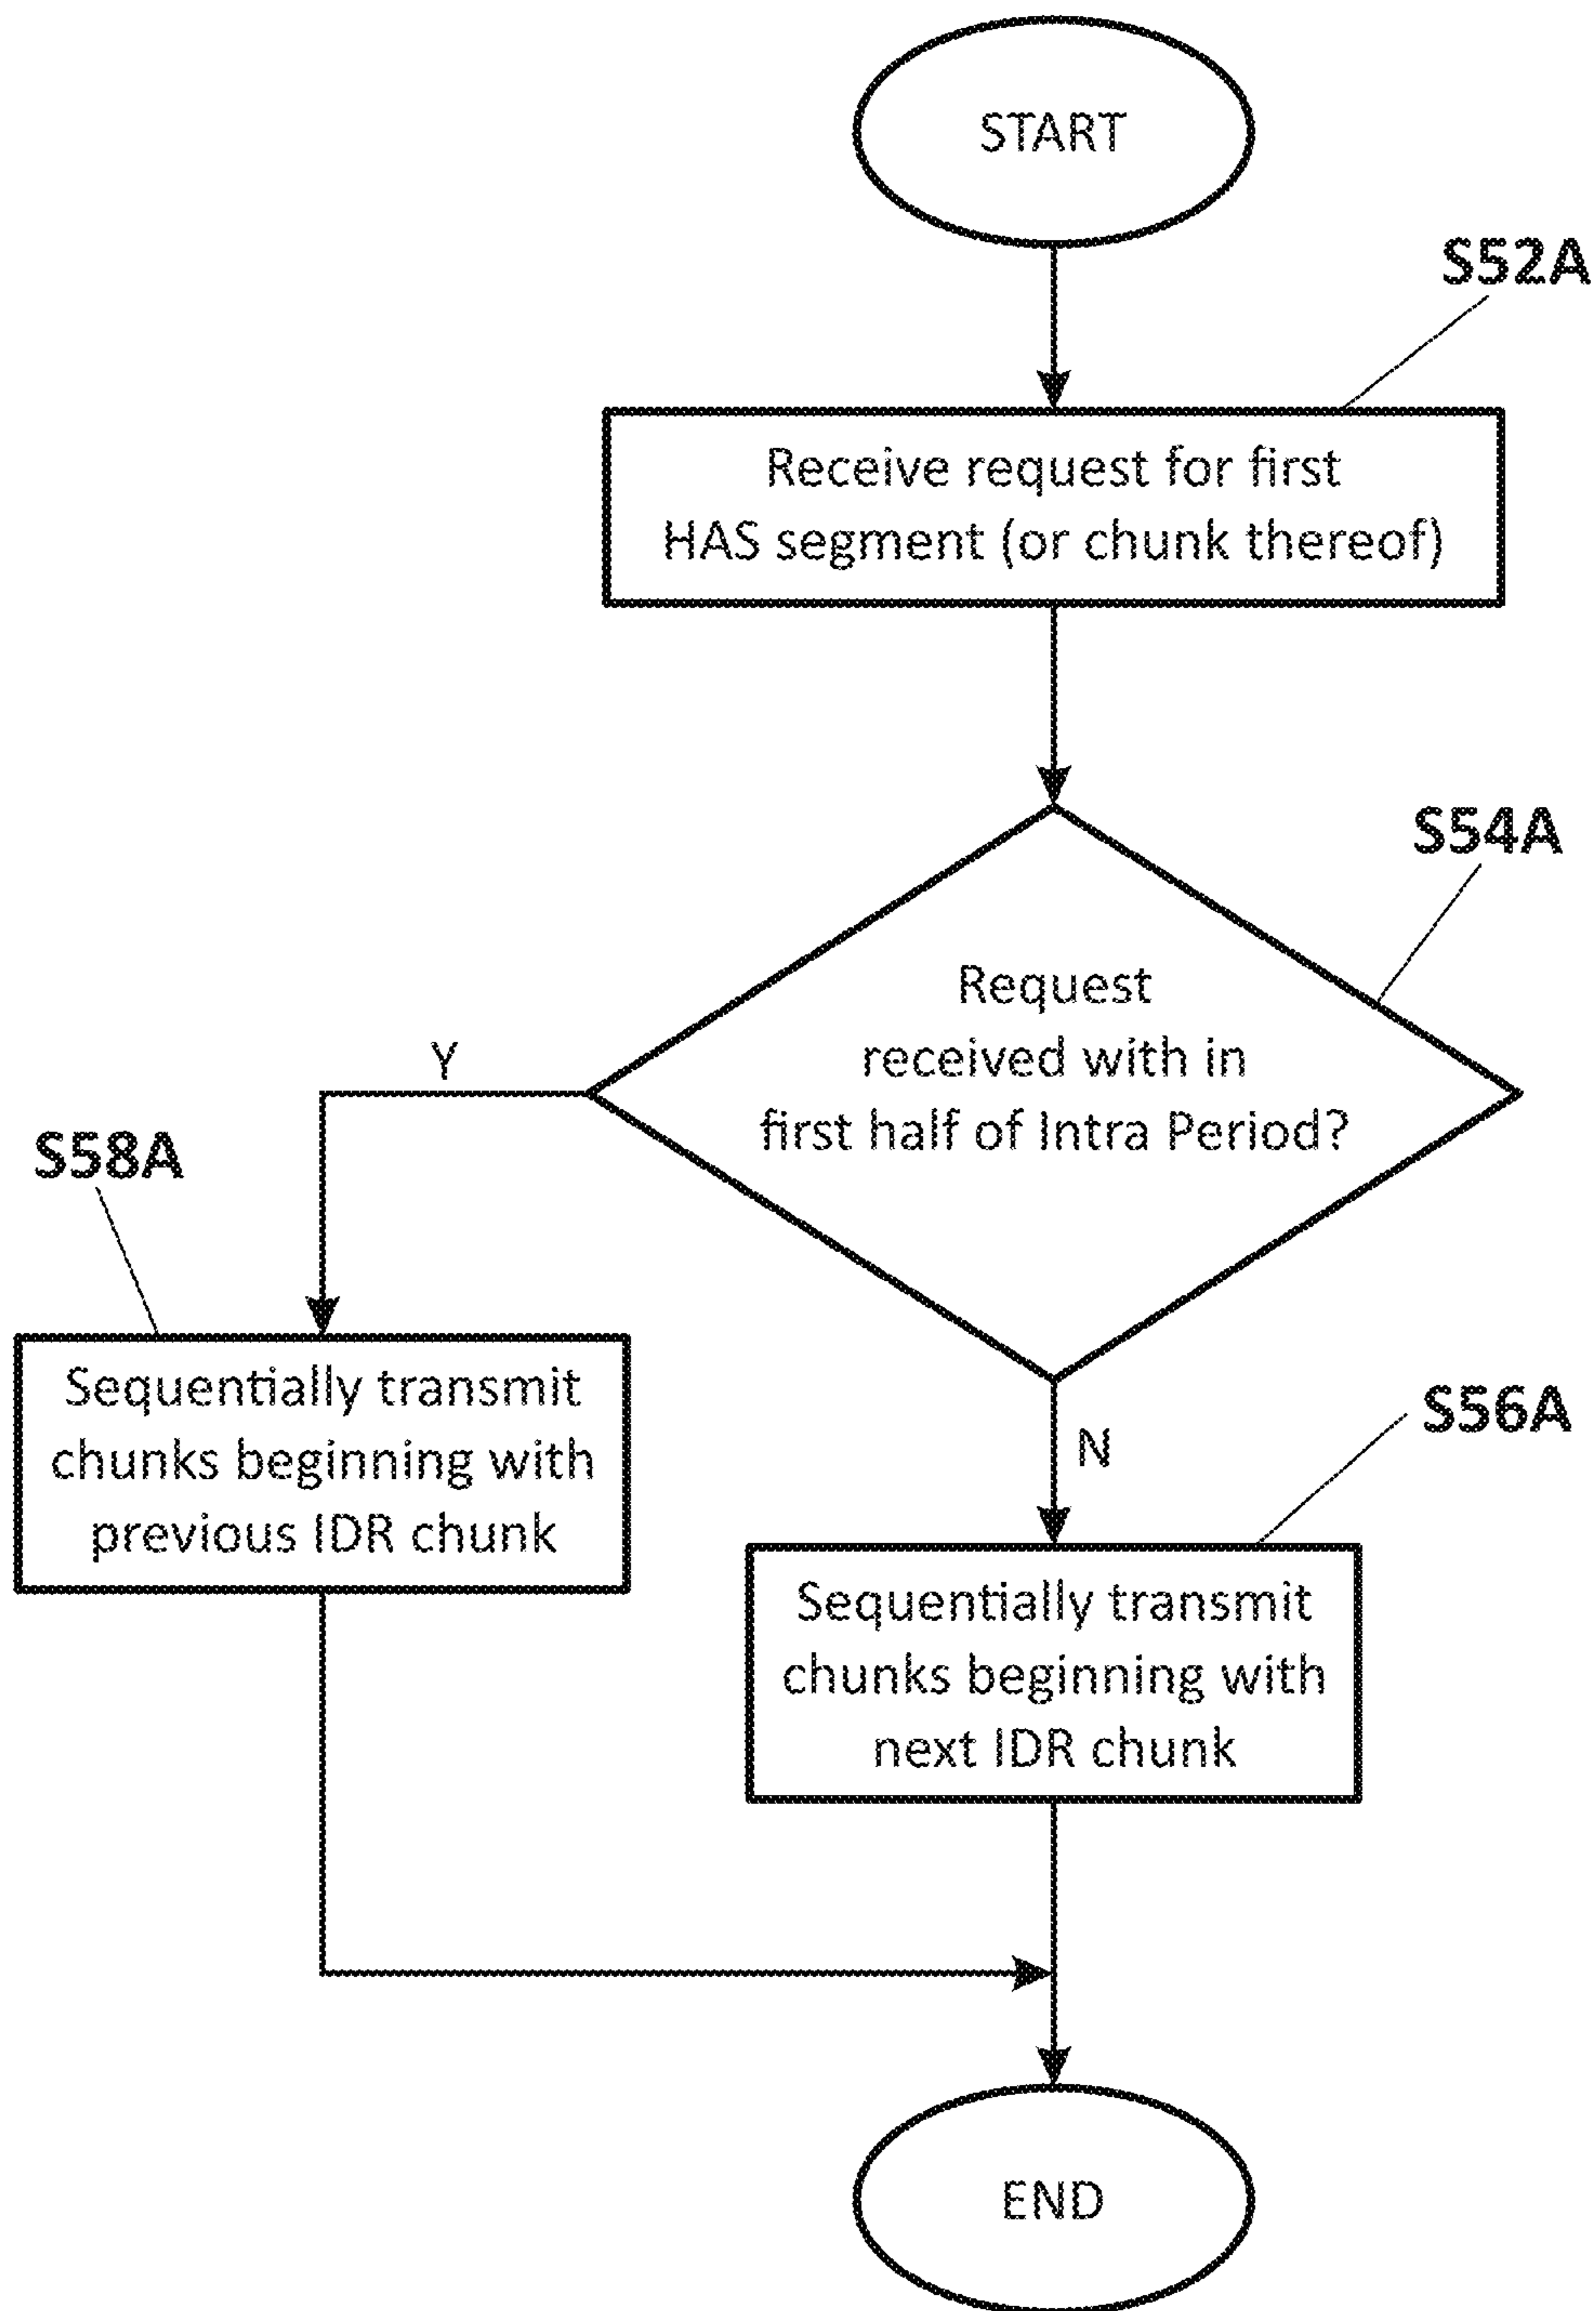 START
S52A
Receive request for first
HAS segment (or chunk thereof)
S54A
Request
received with in
first half of Intra Period?
Y
S58A
Sequentially transmit
chunks beginning with
previous IDR chunk
N
S56A
Sequentially transmit
chunks beginning with
next IDR chunk
END